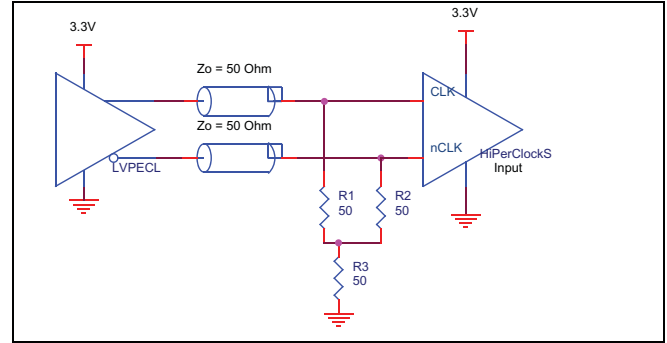 3.3V
3.3V
Zo = 50 Ohm
CLK
Zo = 50 Ohm
nCLK
LVPECL
HiPerClockS
Input
R1
50
R2
50
R3
50